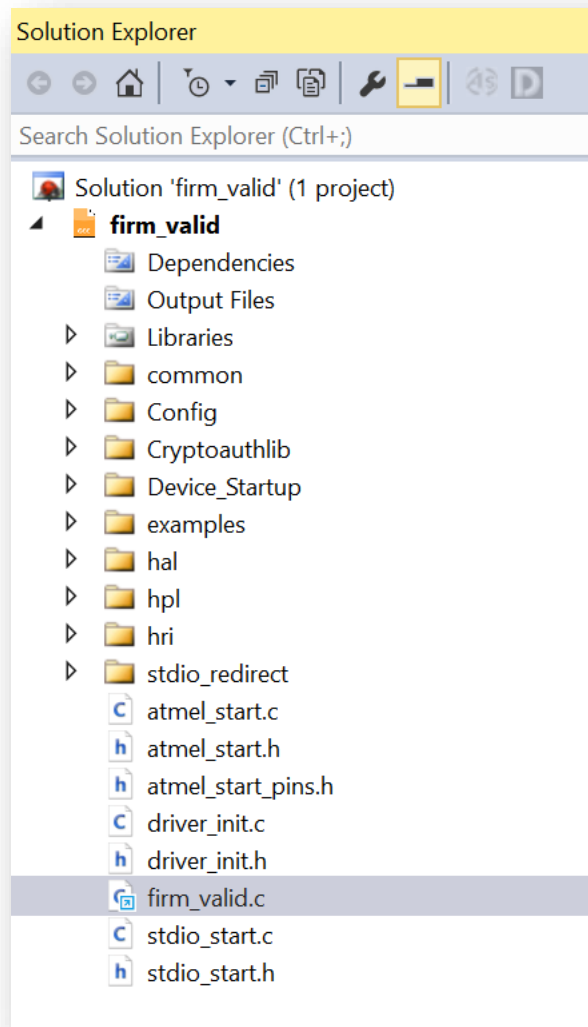 Solution Explorer
Search Solution Explorer (Ctrl+;)
Solution 'firm_valid' (1 project)
firm_valid
Dependencies
Output Files
Libraries
common
Config
Cryptoauthlib
Device_Startup
examples
hal
hpl
hri
stdio_redirect
atmel_start.c
atmel_start.h
atmel_start_pins.h
driver_init.c
driver_init.h
firm_valid.c
stdio_start.c
stdio_start.h